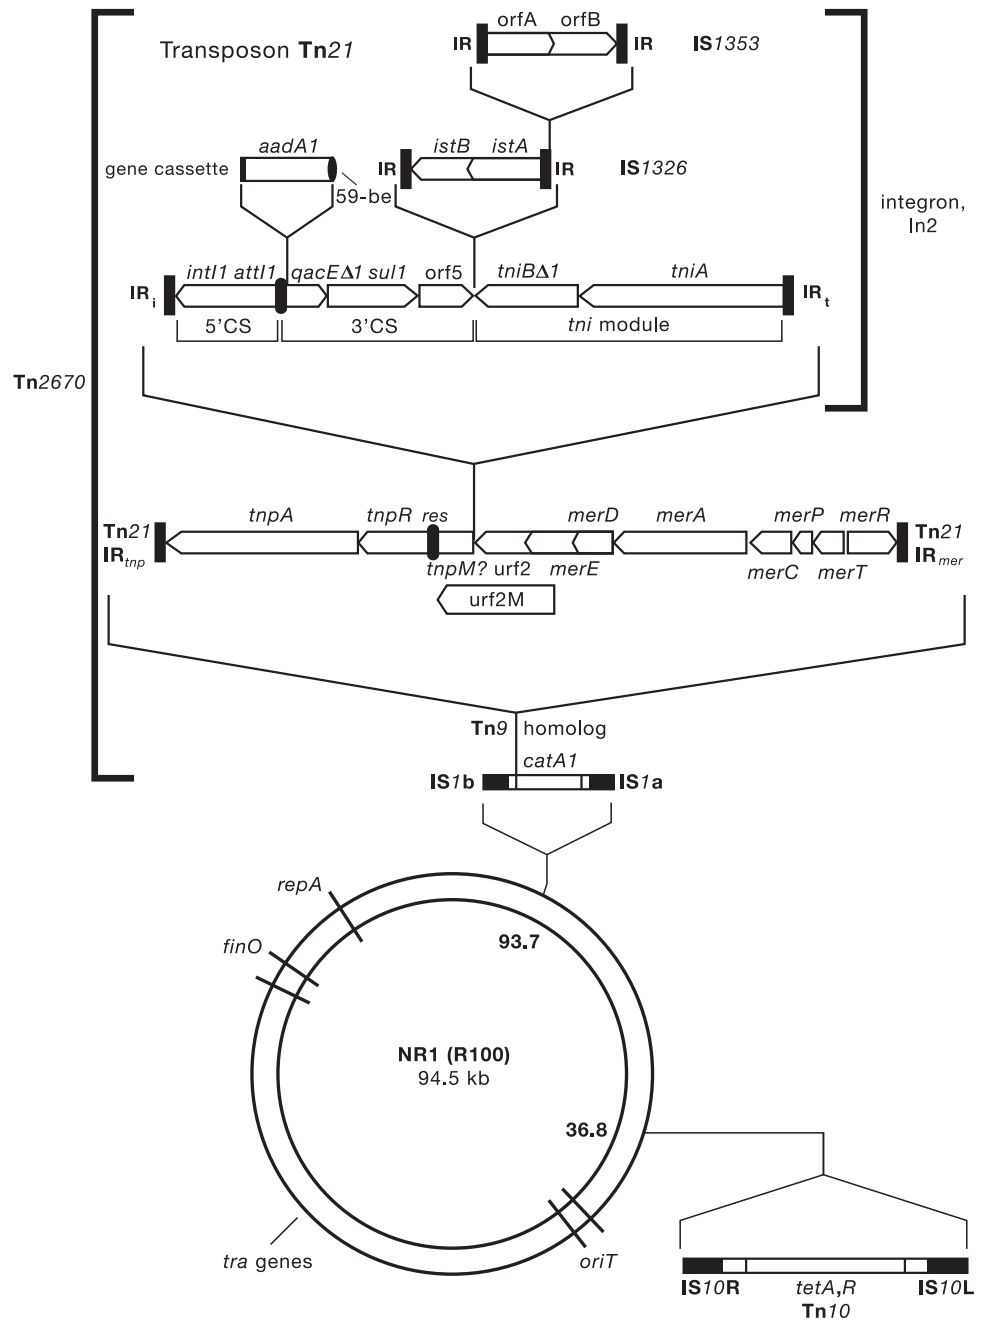 orfA orfB
Transposon Tn21
IR IR IS1353
aadA1 istB istA
gene cassette IR IR IS1326
59-be
integron,
In2
intI1 attI1 qacEΔ1 sul1 orf5 tniBΔ1 tniA
IRi IRt
5’CS 3’CS tni module
Tn2670
tnpA tnpR res merD merA merP merR
Tn21 Tn21
IRtnp IRmer
tnpM? urf2 merE merC merT
urf2M
Tn9 homolog
catA1
IS1b IS1a
repA
finO
93.7
NR1 (R100)
94.5 kb
36.8
tra genes oriT
IS10R tetA,R IS10L
Tn10